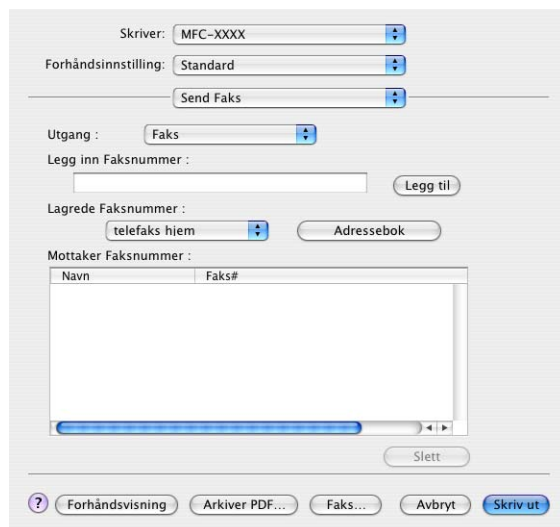 Skriver: MFC-XXXX
Forhåndsinnstilling: Standard
Send Faks
Utgang : Faks
Legg inn Faksnummer :
Legg til
Lagrede Faksnummer :
telefaks hjem Adressebok
Mottaker Faksnummer :
Navn Faks#
Slett
? Forhåndsvisning Arkiver PDF... Faks... Avbryt Skriv ut